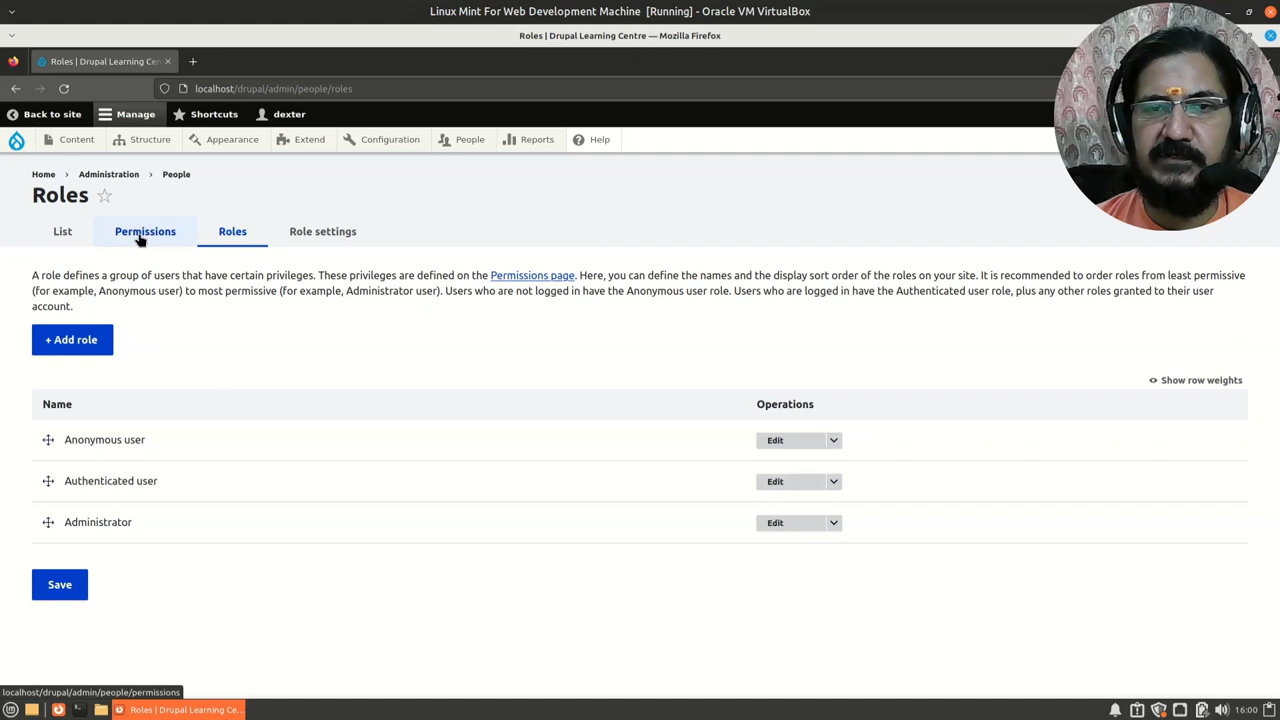 Linux Mint For Web Development Machine [Running] - Oracle VM VirtualBox
Roles | Drupal Learning Centre — Mozilla Firefox
Roles | Drupal Learning Cen
localhost/drupal/admin/people/roles
Back to site Manage Shortcuts dexter
Content Structure Appearance Extend Configuration People Reports Help
Home > Administration > People
Roles
List Permissions Roles Role settings
A role defines a group of users that have certain privileges. These privileges are defined on the Permissions page. Here, you can define the names and the display sort order of the roles on your site. It is recommended to order roles from least permissive
(for example, Anonymous user) to most permissive (for example, Administrator user). Users who are not logged in have the Anonymous user role. Users who are logged in have the Authenticated user role, plus any other roles granted to their user
account.
+ Add role
Show row weights
Name Operations
Anonymous user Edit
Authenticated user Edit
Administrator Edit
Save
localhost/drupal/admin/people/permissions
Roles | Drupal Learning Ce... 16:00